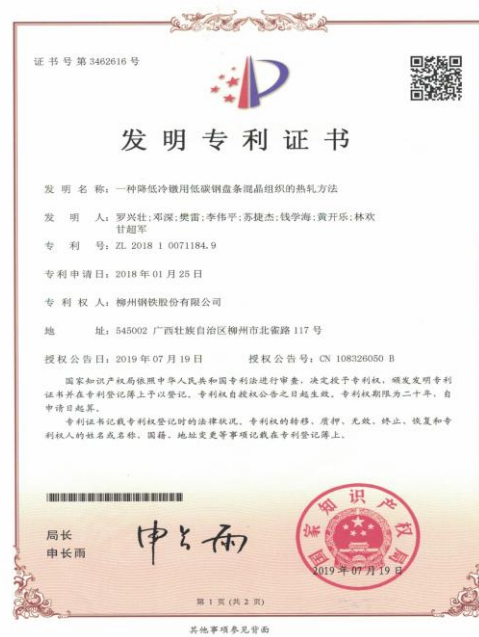 证书号第3462616号
发明专利证书
发 明 名 称：一种降低冷镦用低碳钢盘条混晶组织的热轧方法
发 明 人：罗兴壮;邓深;樊雷;李伟平;苏捷杰;钱学海;黄开乐;林欢
甘超军
专 利 号：ZL 2018 1 0071184.9
专利申请日：2018年01月25日
专 利 权 人：柳州钢铁股份有限公司
地 址：545002 广西壮族自治区柳州市北雀路117号
授权公告日：2019年07月19日 授权公告号：CN 108326050 B
国家知识产权局依照中华人民共和国专利法进行审查，决定授予专利权，颁发发明专利
证书并在专利登记簿上予以登记。专利权自授权公告之日起生效。专利权期限为二十年，自
申请日起算。
专利证书记载专利权登记时的法律状况。专利权的转移、质押、无效、终止、恢复和专
利权人的姓名或名称、国籍、地址变更等事项记载在专利登记簿上。
局长
申长雨
申长雨
国家知识产权局
2019年07月19日
第 1 页 (共 2 页)
其他事项参见背面